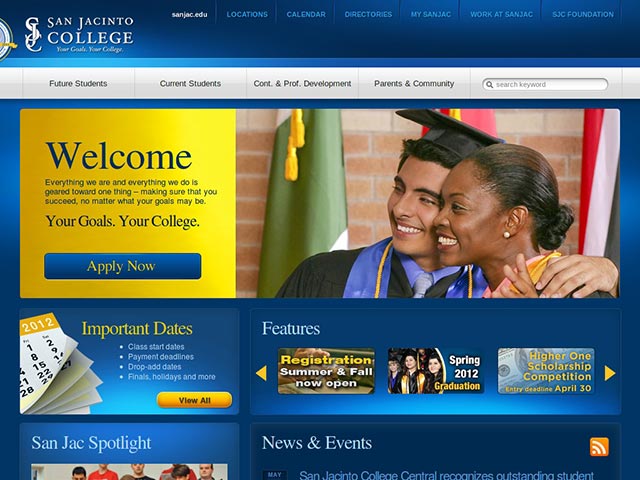 SAN JACINTO
COLLEGE
Your Goals. Your College.
sanjac.edu
LOCATIONS
CALENDAR
DIRECTORIES
MY SANJAC
WORK AT SANJAC
SJC FOUNDATION
Future Students
Current Students
Cont. & Prof. Development
Parents & Community
search keyword
Welcome
Everything we are and everything we do is
geared toward one thing – making sure that you
succeed, no matter what your goals may be.
Your Goals. Your College.
Apply Now
2012
Important Dates
Class start dates
Payment deadlines
Drop-add dates
Finals, holidays and more
View All
Features
Registration
Summer & Fall
now open
Spring
2012
Graduation
Higher One
Scholarship
Competition
Entry deadline APRIL 30
San Jac Spotlight
News & Events
MAY
San Jacinto College Central recognizes outstanding student